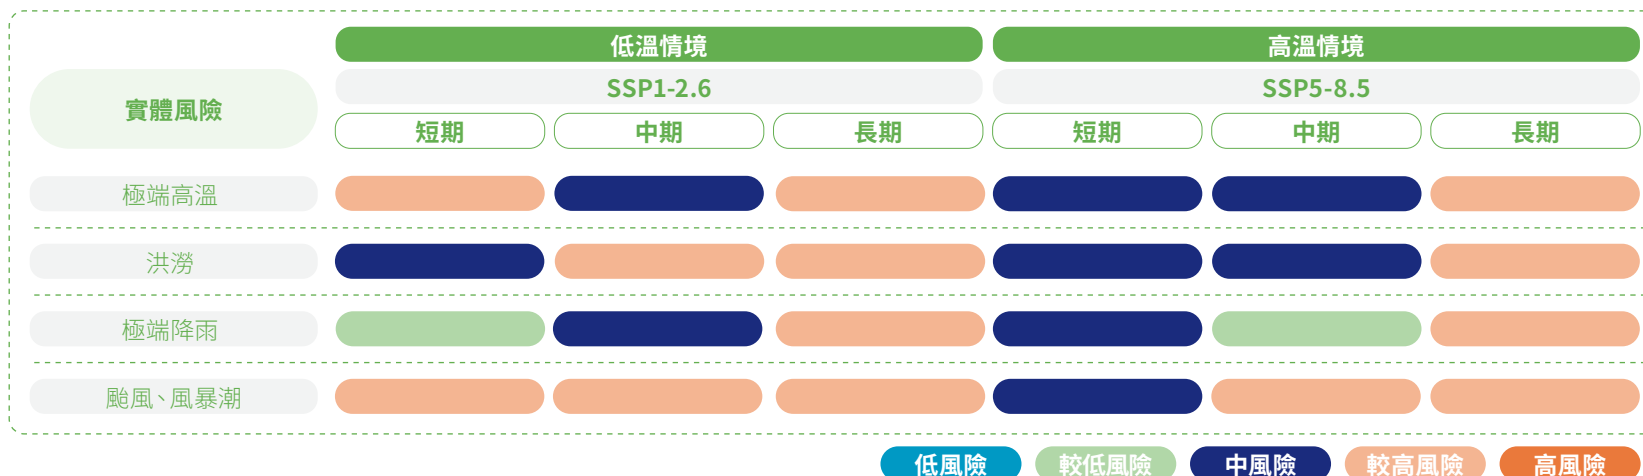 低溫情境 高溫情境
實體風險 SSP1-2.6 SSP5-8.5
短期 中期 長期 短期 中期 長期
極端高溫
洪澇
極端降雨
颱風、風暴潮
低風險 較低風險 中風險 較高風險 高風險